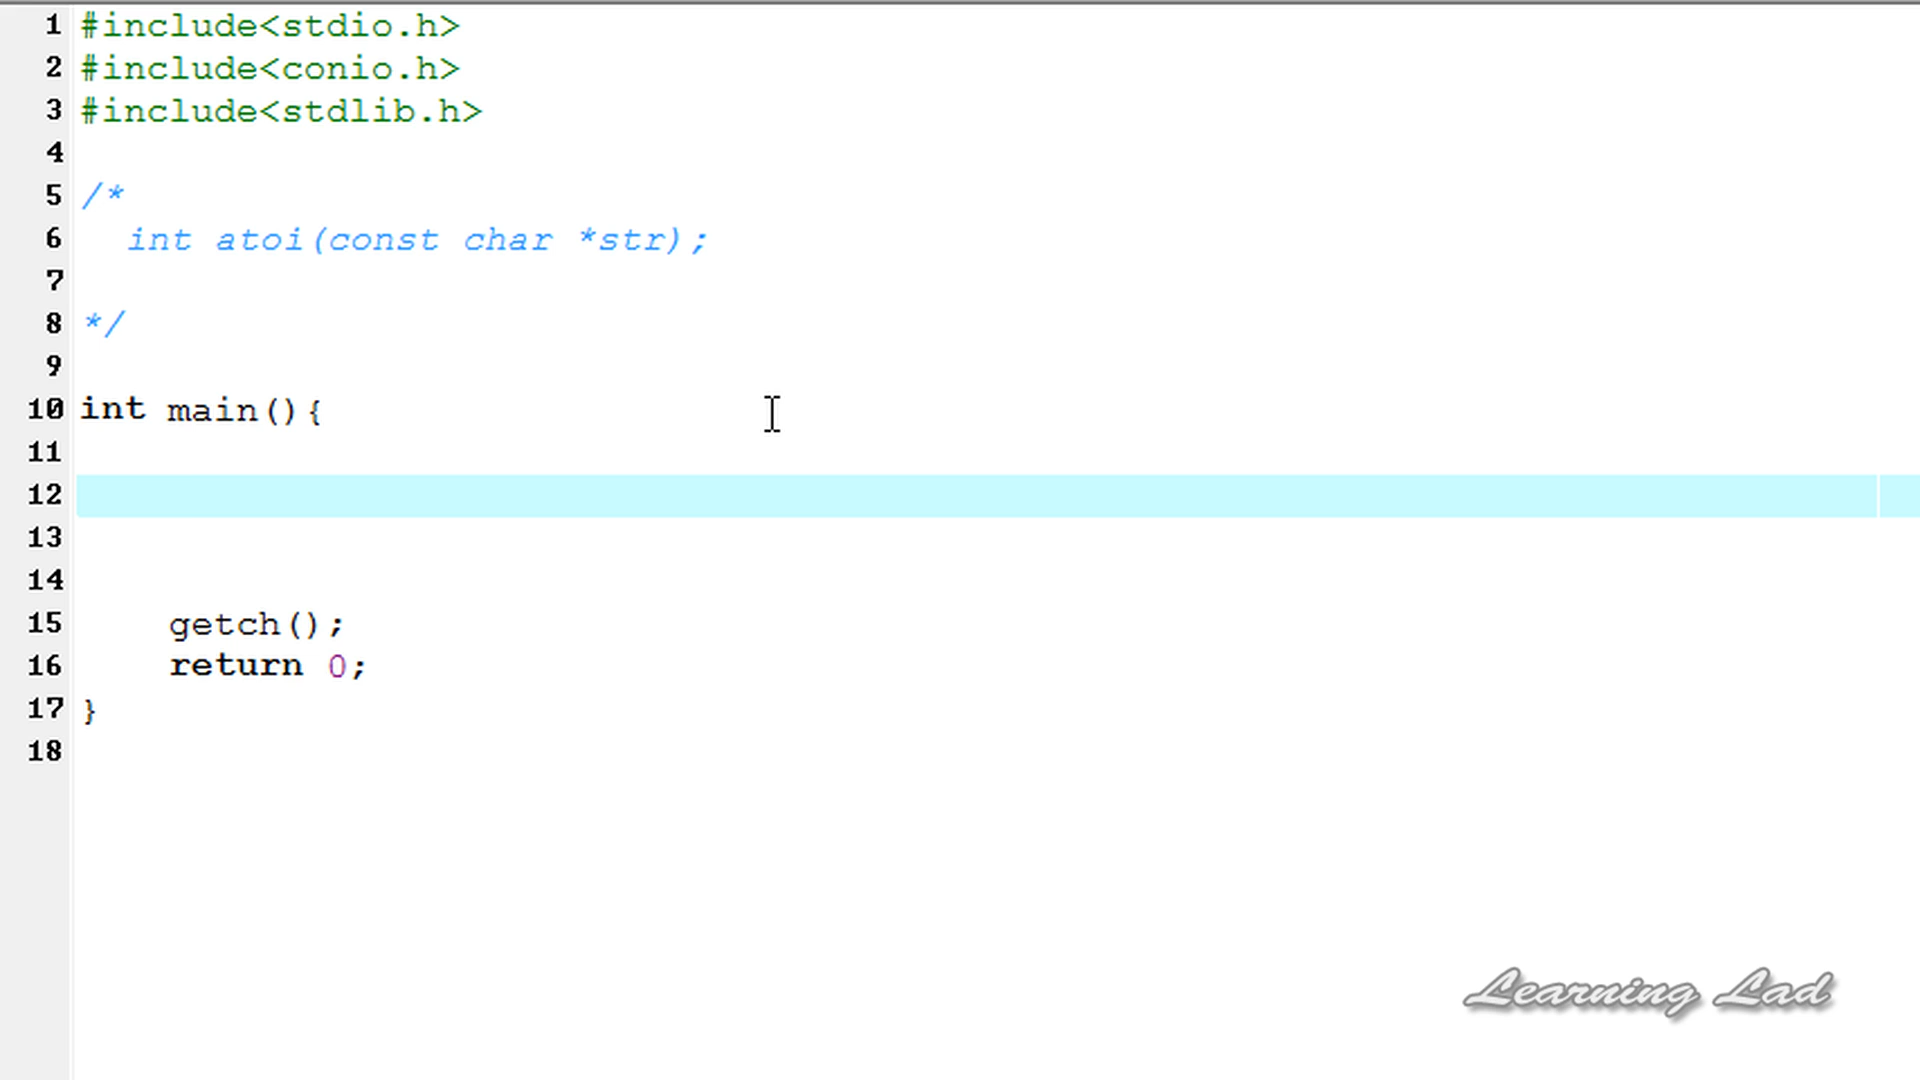 1 #include<stdio.h>
2 #include<conio.h>
3 #include<stdlib.h>
4
5 /*
6 int atoi(const char *str);
7
8 */
9
10 int main(){
11
12
13
14
15 getch();
16 return 0;
17 }
18
Learning Lad